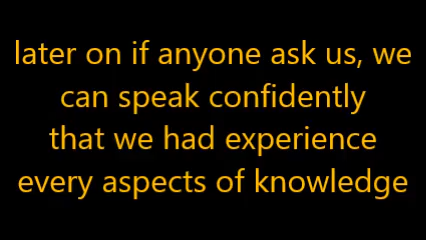 later on if anyone ask us, we
can speak confidently
that we had experience
every aspects of knowledge